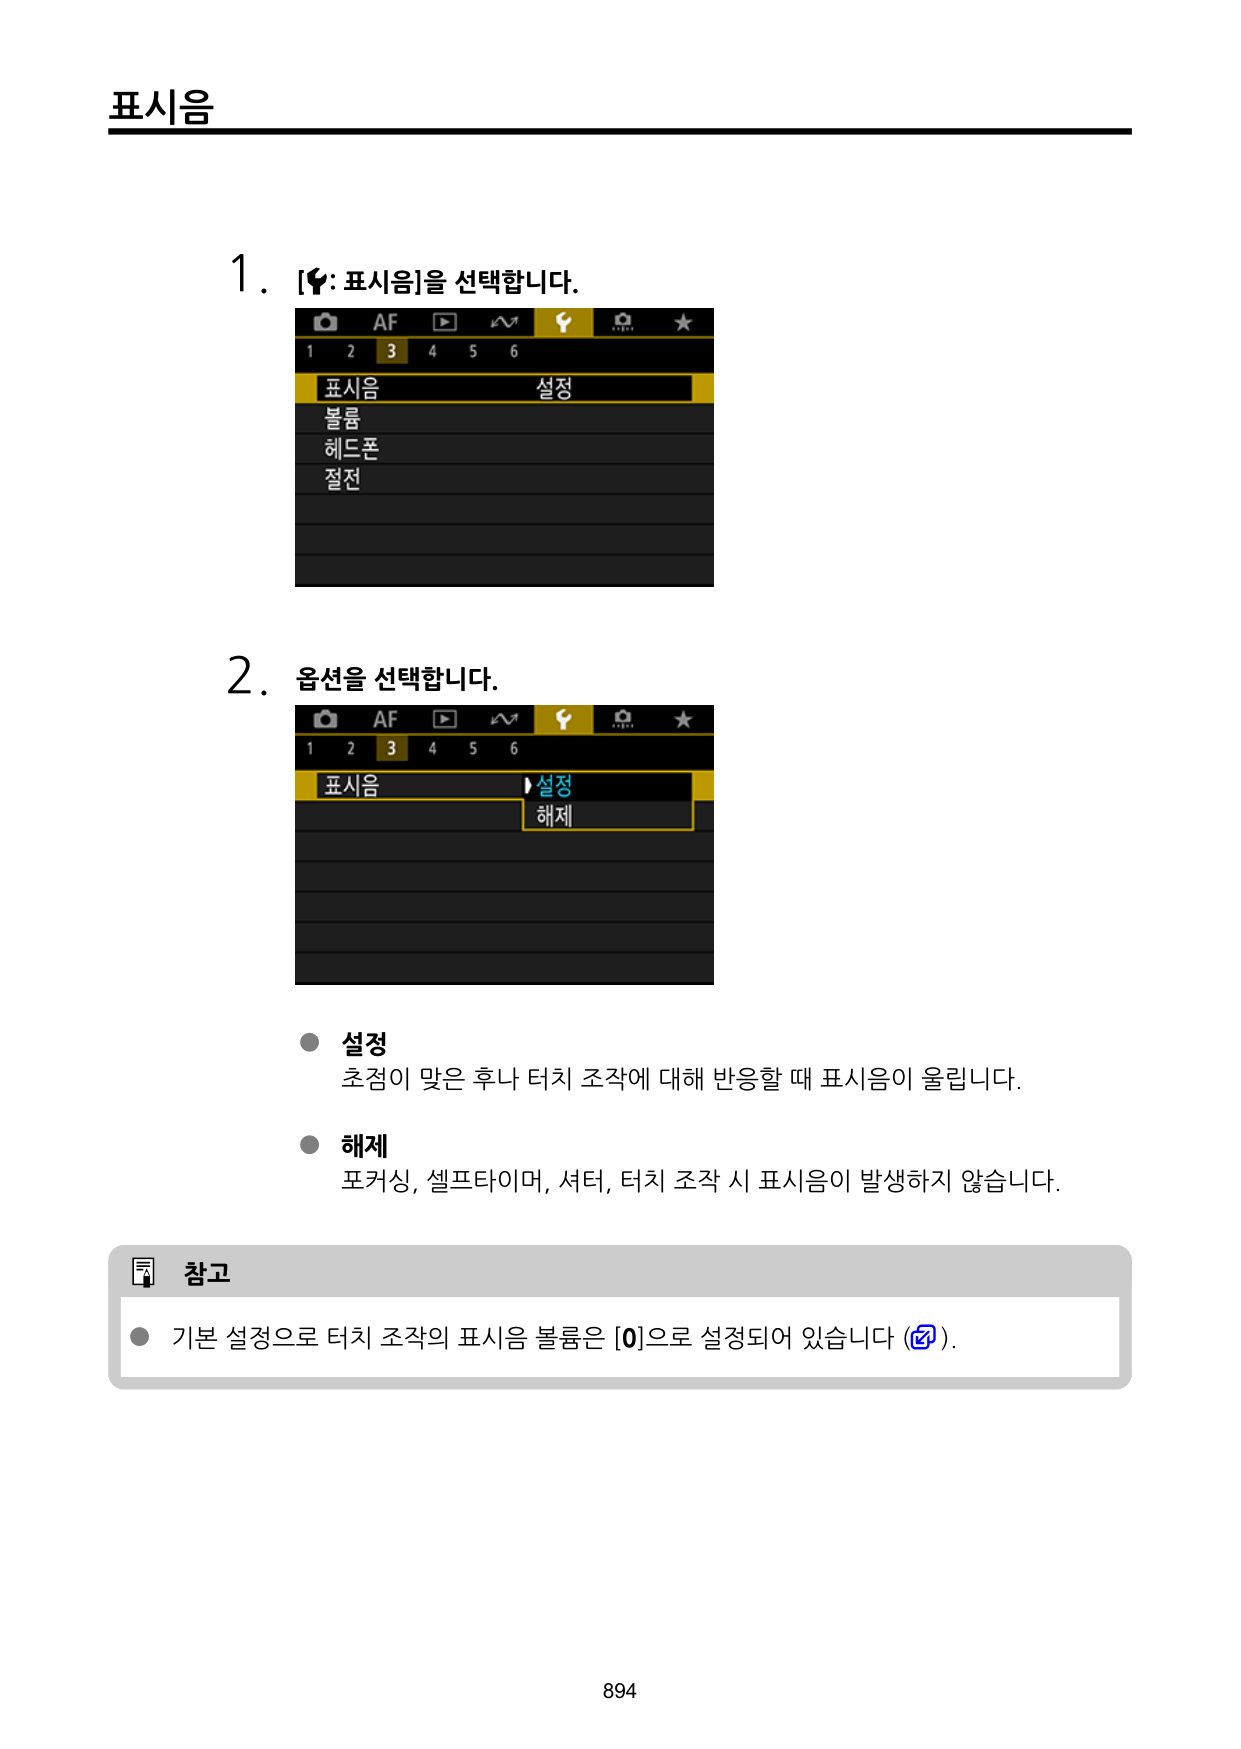 표시음
1. [: 표시음]을 선택합니다.
AF
1 2 3 4 5 6
표시음 설정
볼륨
헤드폰
절전
2. 옵션을 선택합니다.
AF
1 2 3 4 5 6
표시음 설정
해제
● 설정
초점이 맞은 후나 터치 조작에 대해 반응할 때 표시음이 울립니다.
● 해제
포커싱, 셀프타이머, 셔터, 터치 조작 시 표시음이 발생하지 않습니다.
참고
● 기본 설정으로 터치 조작의 표시음 볼륨은 [0]으로 설정되어 있습니다 ().
894